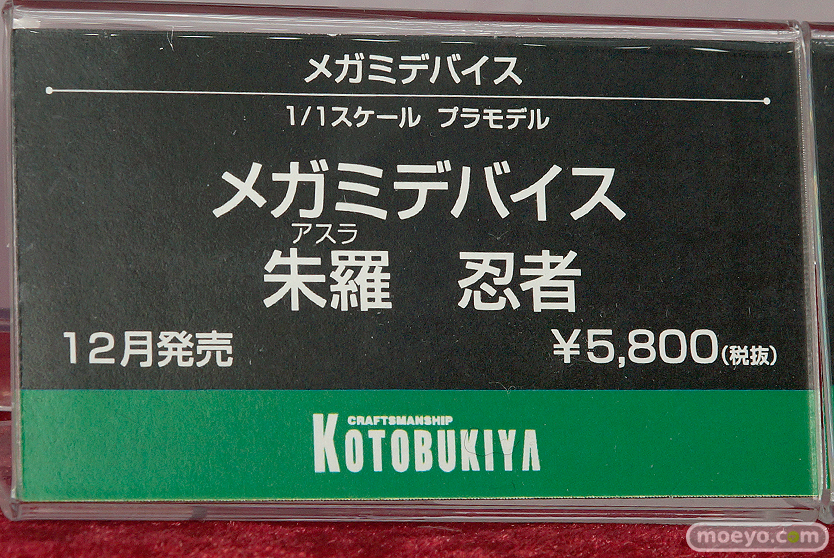 メガミデバイス
1/1スケール プラモデル
メガミデバイス
アスラ
朱羅 忍者
12月発売 ¥5,800(税抜)
CRAFTSMANSHIP
KOTOBUKIYA
moeyo.com